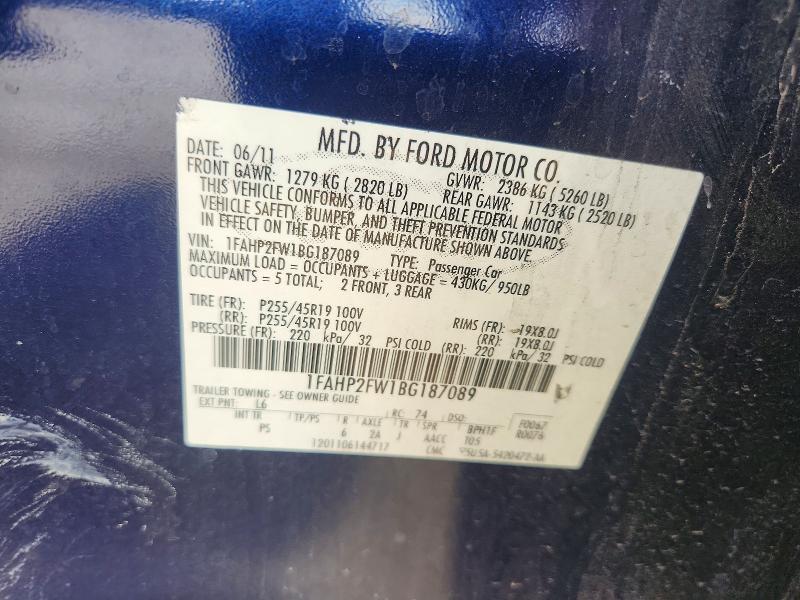 MFD. BY FORD MOTOR CO.
DATE: 06/11 GVWR: 2386 KG ( 5260 LB)
FRONT GAWR: 1279 KG ( 2820 LB) REAR GAWR: 1143 KG ( 2520 LB)
THIS VEHICLE CONFORMS TO ALL APPLICABLE FEDERAL MOTOR
VEHICLE SAFETY, BUMPER, AND THEFT PREVENTION STANDARDS
IN EFFECT ON THE DATE OF MANUFACTURE SHOWN ABOVE.
VIN: 1FAHP2FW1BG187089 TYPE: Passenger Car
MAXIMUM LOAD = OCCUPANTS + LUGGAGE = 430KG/ 950LB
OCCUPANTS = 5 TOTAL; 2 FRONT, 3 REAR
TIRE (FR): P255/45R19 100V RIMS (FR): 19X8.0J
(RR): P255/45R19 100V (RR): 19X8.0J
PRESSURE (FR): 220 kPa/ 32 PSI COLD (RR): 220 kPa/ 32 PSI COLD
1FAHP2FW1BG187089
TRAILER TOWING - SEE OWNER GUIDE
EXT PNT: L6 RC: 74 DSO: F0067
INT TR TP/PS R AXLE TR SPR BPHTF R0076
PS 6 2A J AACC T05
1201106144717 CMC